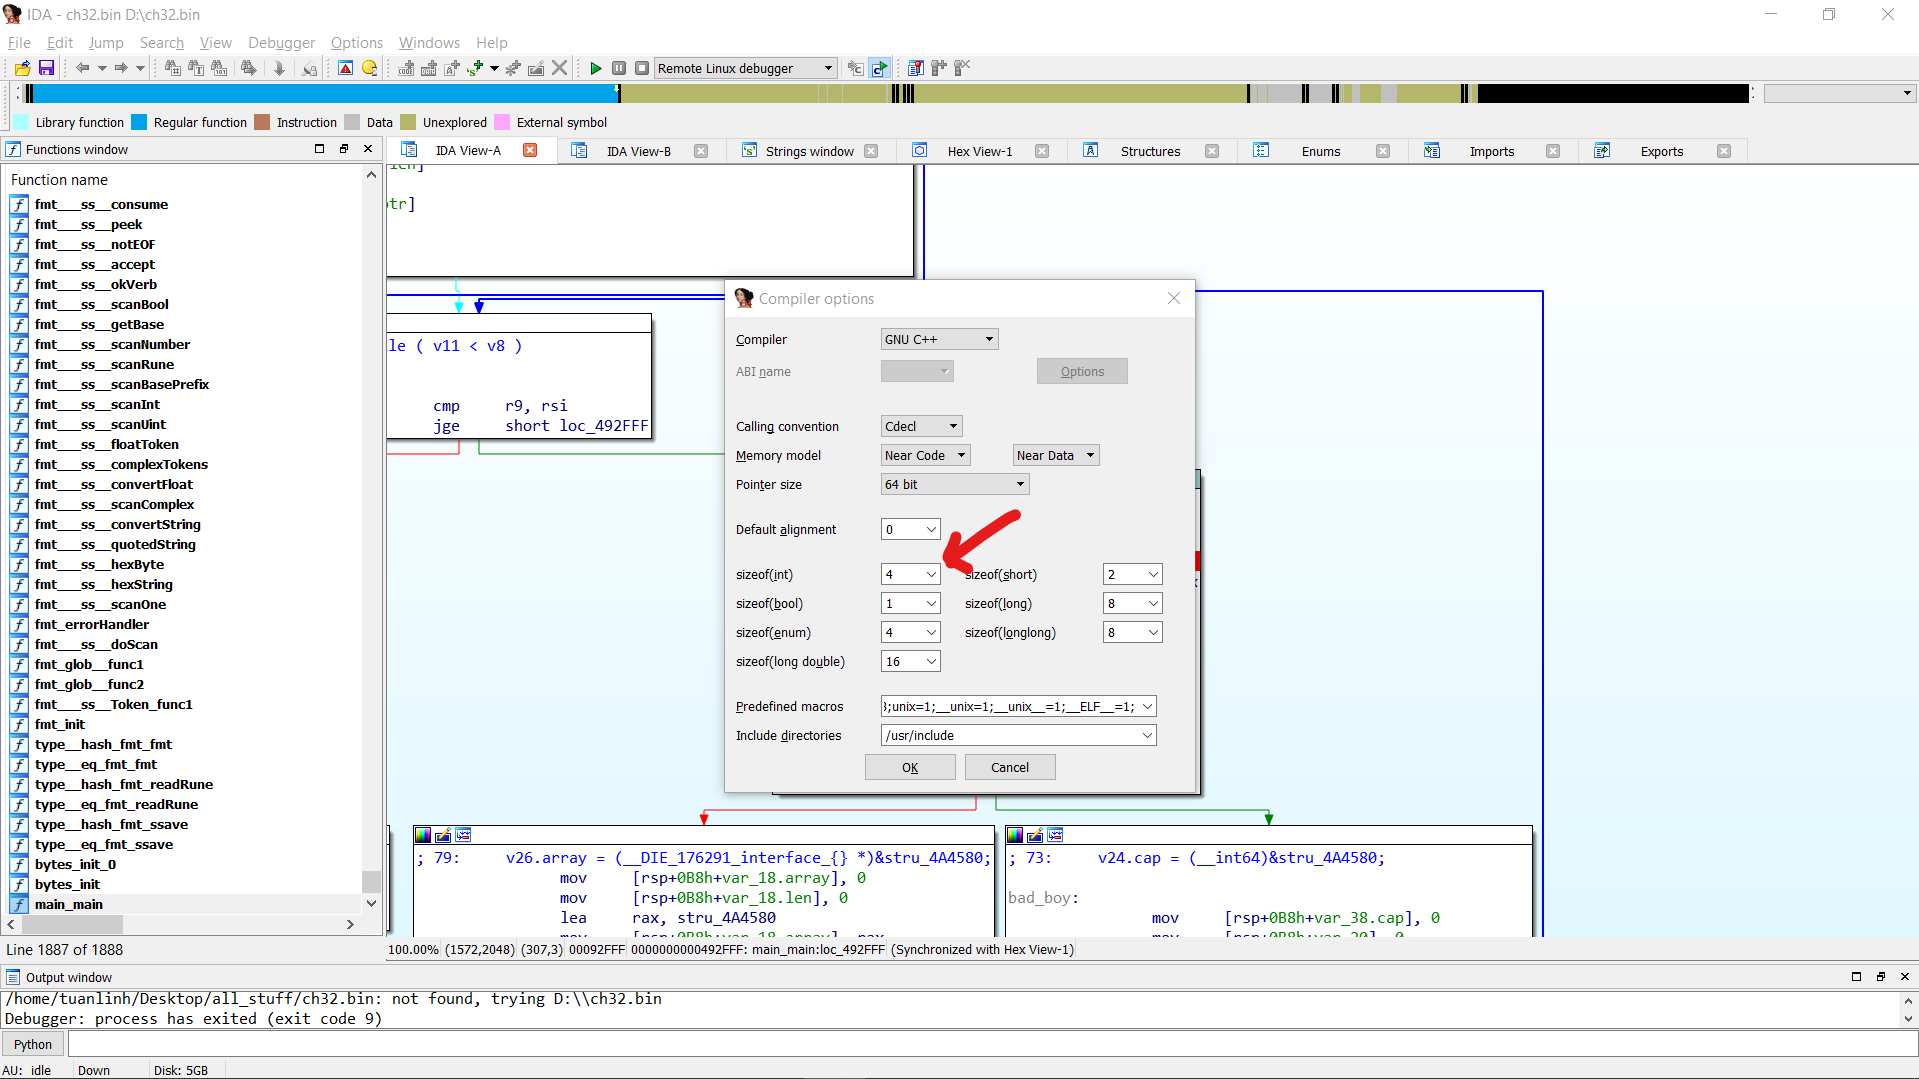 IDA - ch32.bin D:\ch32.bin
File Edit Jump Search View Debugger Options Windows Help
Remote Linux debugger
Library function Regular function Instruction Data Unexplored External symbol
Functions window
IDA View-A IDA View-B Strings window Hex View-1 Structures Enums Imports Exports
Function name
fmt___ss__consume
fmt___ss__peek
fmt___ss__notEOF
fmt___ss__accept
fmt___ss__okVerb
fmt___ss__scanBool
fmt___ss__getBase
fmt___ss__scanNumber
fmt___ss__scanRune
fmt___ss__scanBasePrefix
fmt___ss__scanInt
fmt___ss__scanUint
fmt___ss__floatToken
fmt___ss__complexTokens
fmt___ss__convertFloat
fmt___ss__scanComplex
fmt___ss__convertString
fmt___ss__quotedString
fmt___ss__hexByte
fmt___ss__hexString
fmt___ss__scanOne
fmt_errorHandler
fmt___ss__doScan
fmt_glob__func1
fmt_glob__func2
fmt___ss__Token_func1
fmt_init
type__hash_fmt_fmt
type__eq_fmt_fmt
type__hash_fmt_readRune
type__eq_fmt_readRune
type__hash_fmt_ssave
type__eq_fmt_ssave
bytes_init_0
bytes_init
main_main
Line 1887 of 1888
tr]
le ( v11 < v8 )
cmp r9, rsi
jge short loc_492FFF
Compiler options
Compiler GNU C++
ABI name Options
Calling convention Cdecl
Memory model Near Code Near Data
Pointer size 64 bit
Default alignment 0
sizeof(int) 4 sizeof(short) 2
sizeof(bool) 1 sizeof(long) 8
sizeof(enum) 4 sizeof(longlong) 8
sizeof(long double) 16
Predefined macros ;unix=1;__unix=1;__unix__=1;__ELF__=1;
Include directories /usr/include
OK Cancel
; 79: v26.array = (__DIE_176291_interface_{} *)&stru_4A4580;
mov [rsp+0B8h+var_18.array], 0
mov [rsp+0B8h+var_18.len], 0
lea rax, stru_4A4580
; 73: v24.cap = (__int64)&stru_4A4580;
bad_boy:
mov [rsp+0B8h+var_38.cap], 0
100.00% (1572,2048) (307,3) 00092FFF 0000000000492FFF: main_main:loc_492FFF (Synchronized with Hex View-1)
Output window
/home/tuanlinh/Desktop/all_stuff/ch32.bin: not found, trying D:\\ch32.bin
Debugger: process has exited (exit code 9)
Python
AU: idle Down Disk: 5GB